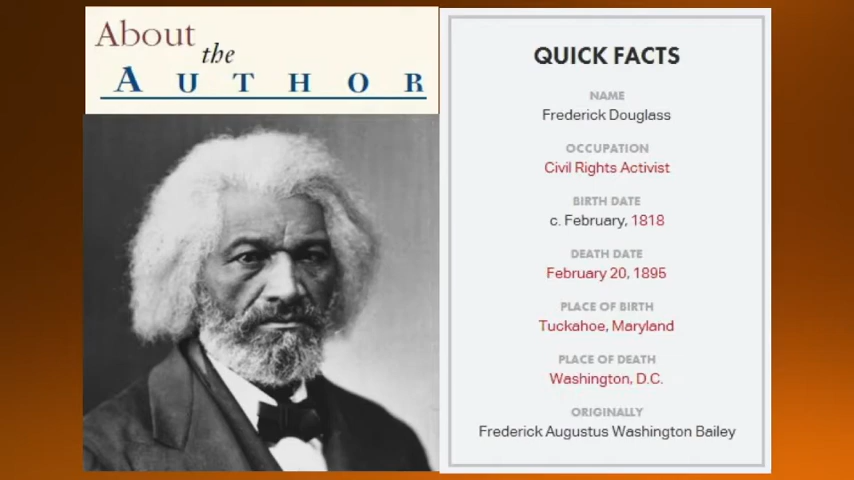 About
the
AUTHOR
QUICK FACTS
NAME
Frederick Douglass
OCCUPATION
Civil Rights Activist
BIRTH DATE
c. February, 1818
DEATH DATE
February 20, 1895
PLACE OF BIRTH
Tuckahoe, Maryland
PLACE OF DEATH
Washington, D.C.
ORIGINALLY
Frederick Augustus Washington Bailey